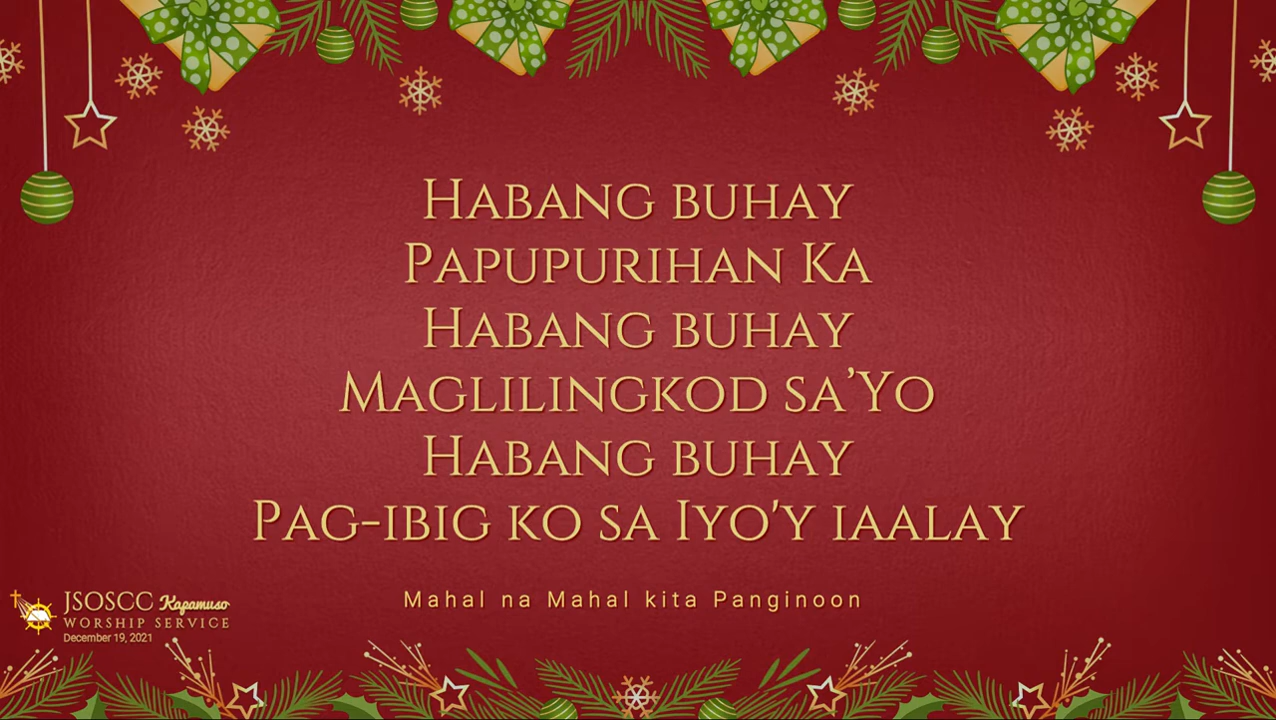 Habang buhay
Papupurihan Ka
Habang buhay
Maglilingkod sa’Yo
Habang buhay
Pag-ibig ko sa Iyo'y iaalay
Mahal na Mahal kita Panginoon
JSOSCC Kapamuso
WORSHIP SERVICE
December 19, 2021